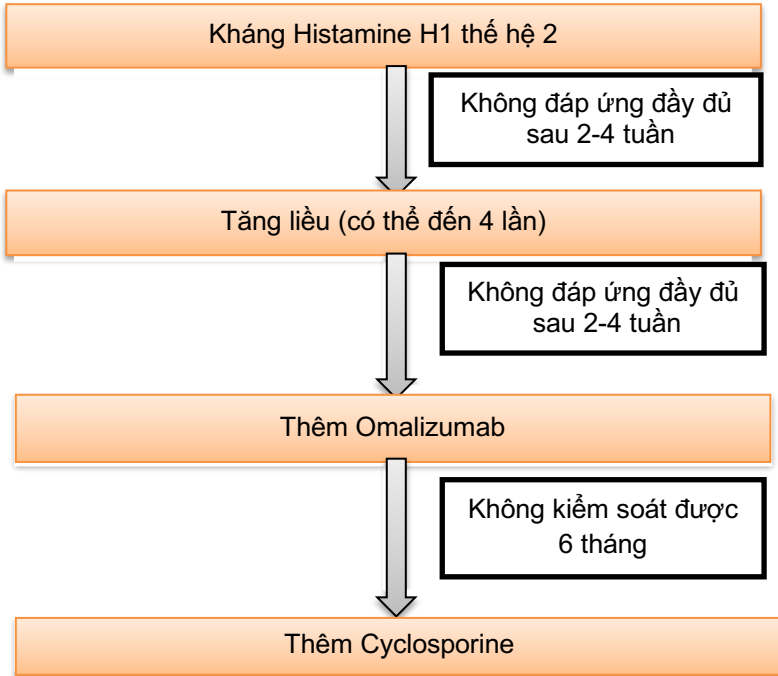 Kháng Histamine H1 thế hệ 2
Không đáp ứng đầy đủ
sau 2-4 tuần
Tăng liều (có thể đến 4 lần)
Không đáp ứng đầy đủ
sau 2-4 tuần
Thêm Omalizumab
Không kiểm soát được
6 tháng
Thêm Cyclosporine